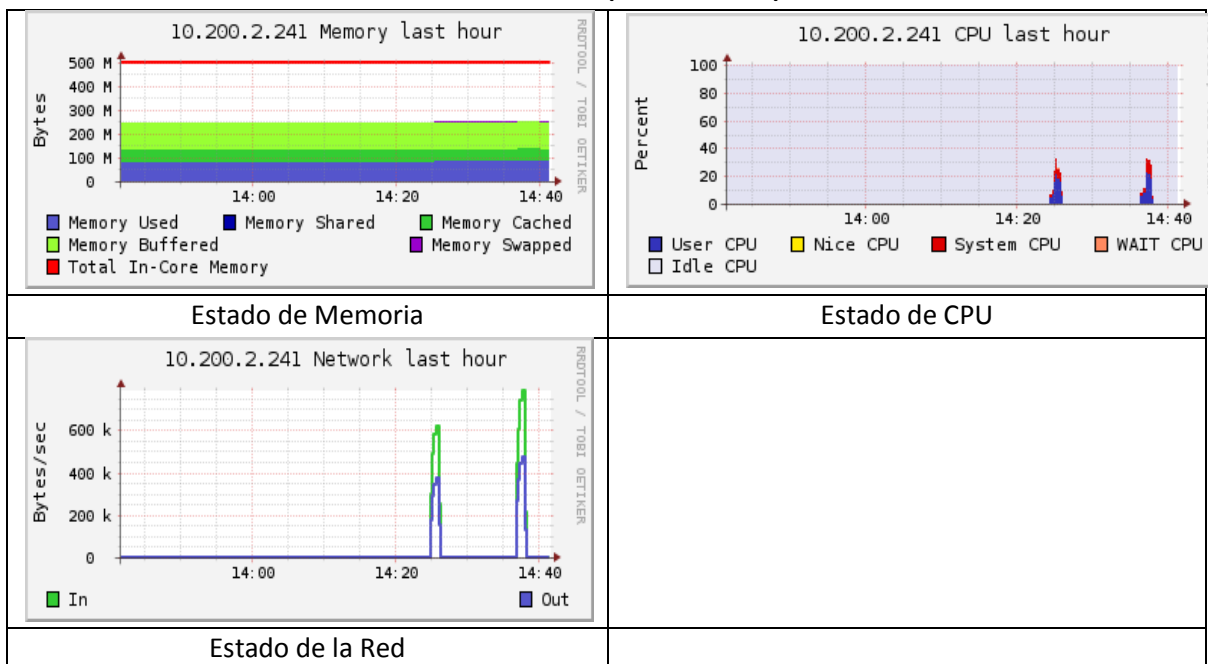 10.200.2.241 Memory last hour
RRDTOOL / TOBI OETIKER
Bytes
500 M
400 M
300 M
200 M
100 M
0
14:00 14:20 14:40
Memory Used Memory Shared Memory Cached
Memory Buffered Memory Swapped
Total In-Core Memory
10.200.2.241 CPU last hour
Percent
100
80
60
40
20
0
14:00 14:20 14:40
User CPU Nice CPU System CPU WAIT CPU
Idle CPU
Estado de Memoria Estado de CPU
10.200.2.241 Network last hour
RRDTOOL / TOBI OETIKER
Bytes/sec
600 k
400 k
200 k
0
14:00 14:20 14:40
In Out
Estado de la Red